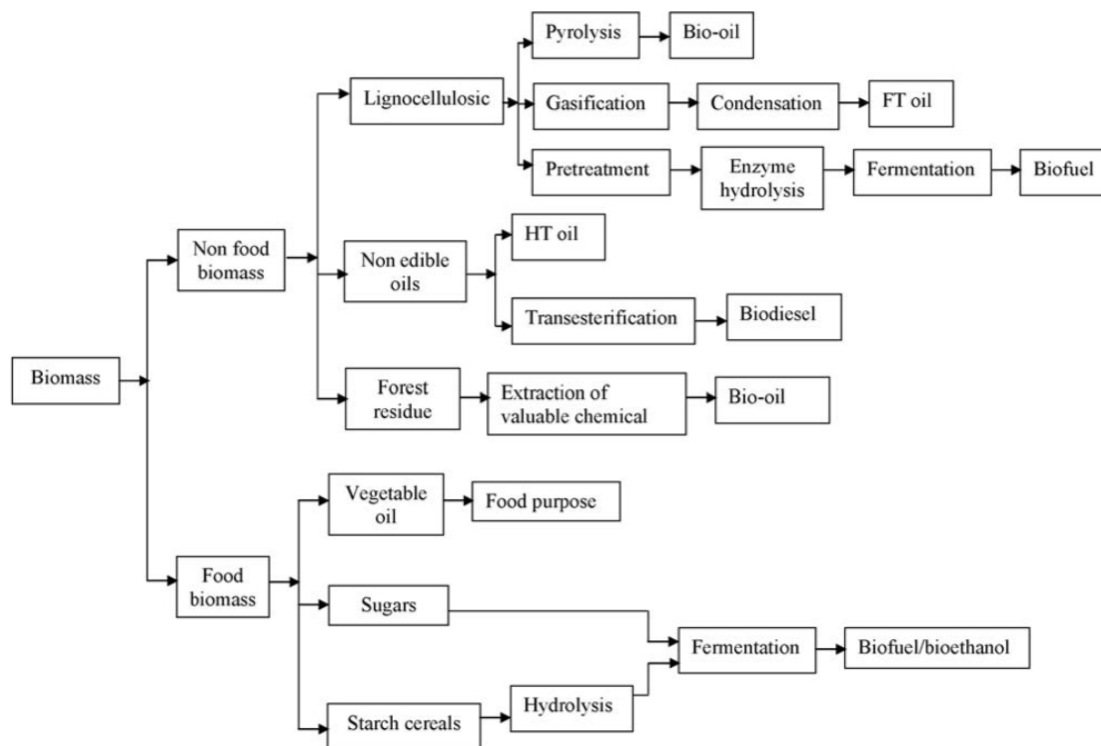 Pyrolysis
Bio-oil
Lignocellulosic
Gasification
Condensation
FT oil
Pretreatment
Enzyme
hydrolysis
Fermentation
Biofuel
Non food
biomass
Non edible
oils
HT oil
Transesterification
Biodiesel
Biomass
Forest
residue
Extraction of
valuable chemical
Bio-oil
Vegetable
oil
Food purpose
Food
biomass
Sugars
Fermentation
Biofuel/bioethanol
Starch cereals
Hydrolysis